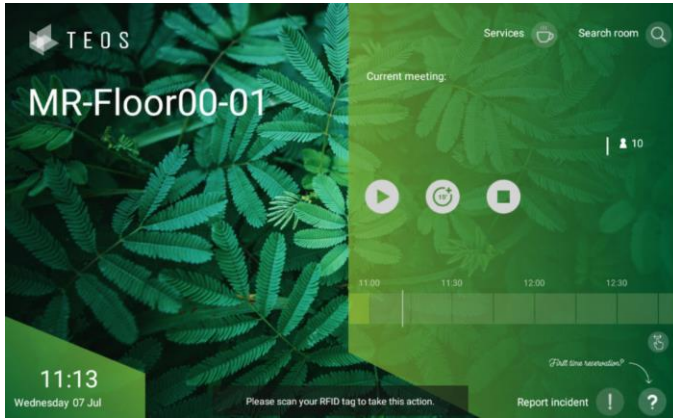 TEOS
Services
Search room
MR-Floor00-01
Current meeting:
10
15'
11:00 11:30 12:00 12:30
First time reservation?
11:13
Wednesday 07 Jul
Please scan your RFID tag to take this action.
Report incident ! ?